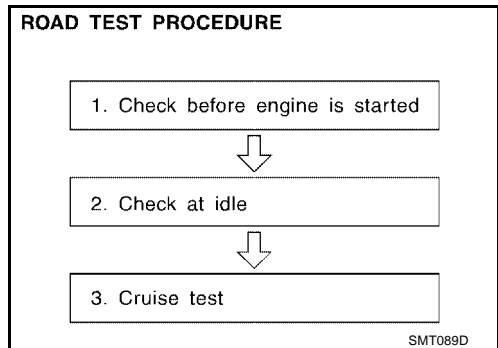 ROAD TEST PROCEDURE
1. Check before engine is started
2. Check at idle
3. Cruise test
SMT089D